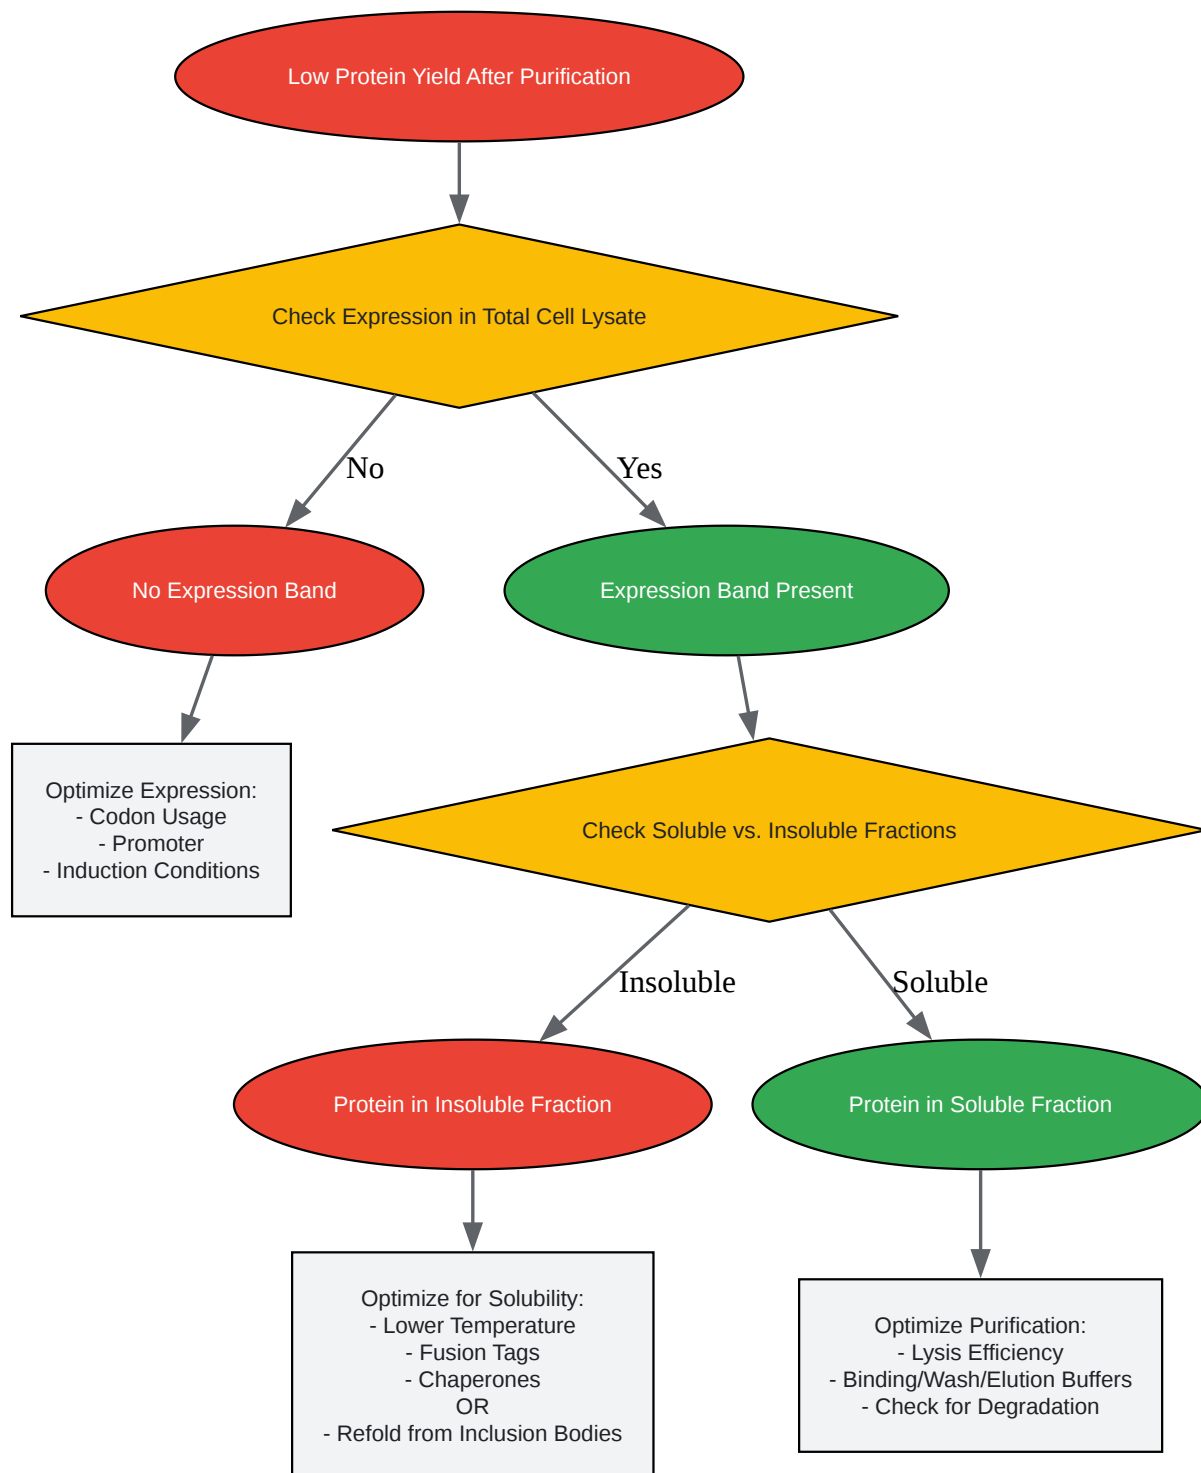 Low Protein Yield After Purification
Check Expression in Total Cell Lysate
No
Yes
No Expression Band
Expression Band Present
Optimize Expression:
- Codon Usage
- Promoter
- Induction Conditions
Check Soluble vs. Insoluble Fractions
Insoluble
Soluble
Protein in Insoluble Fraction
Protein in Soluble Fraction
Optimize for Solubility:
- Lower Temperature
- Fusion Tags
- Chaperones
OR
- Refold from Inclusion Bodies
Optimize Purification:
- Lysis Efficiency
- Binding/Wash/Elution Buffers
- Check for Degradation